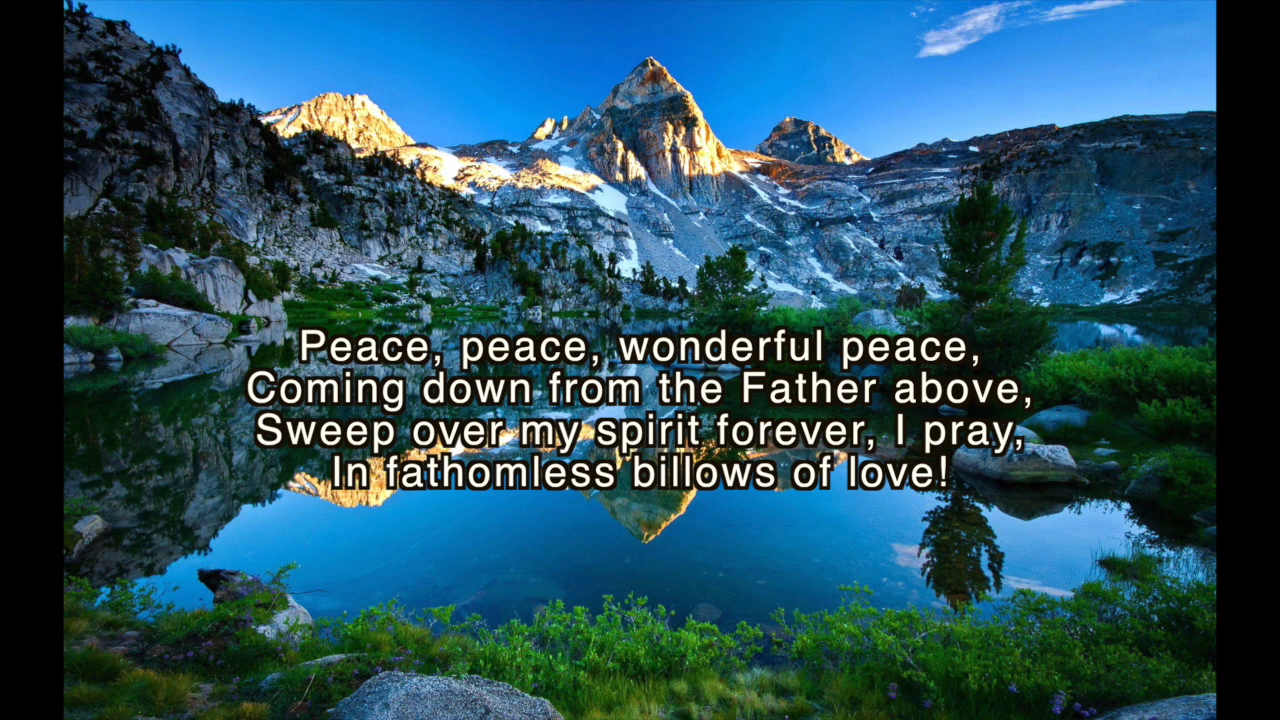 Peace, peace, wonderful peace,
Coming down from the Father above,
Sweep over my spirit forever, I pray,
In fathomless billows of love!